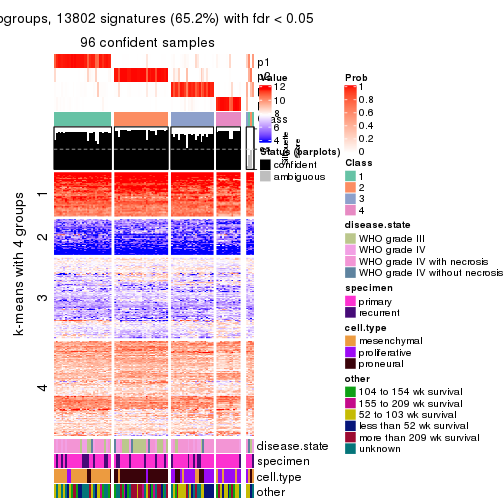 ogroups, 13802 signatures (65.2%) with fdr < 0.05
96 confident samples
p1
Value
12
10
8
6
4
Prob
1
0.8
0.6
0.4
0.2
0
Silhouette
score
Status (barplots)
confident
ambiguous
Class
1
2
3
4
disease.state
WHO grade III
WHO grade IV
WHO grade IV with necrosis
WHO grade IV without necrosis
specimen
primary
recurrent
cell.type
mesenchymal
proliferative
proneural
other
104 to 154 wk survival
155 to 209 wk survival
52 to 103 wk survival
less than 52 wk survival
more than 209 wk survival
unknown
k-means with 4 groups
1
2
3
4
disease.state
specimen
cell.type
other